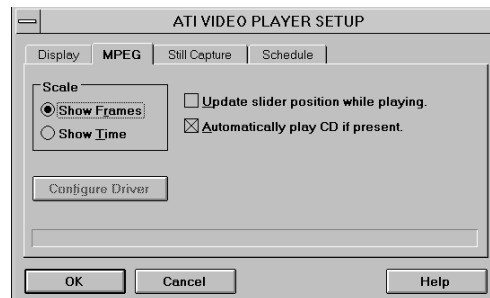 ATI VIDEO PLAYER SETUP
Display MPEG Still Capture Schedule
Scale
Show Frames
Show Time
Update slider position while playing.
Automatically play CD if present.
Configure Driver
OK Cancel Help